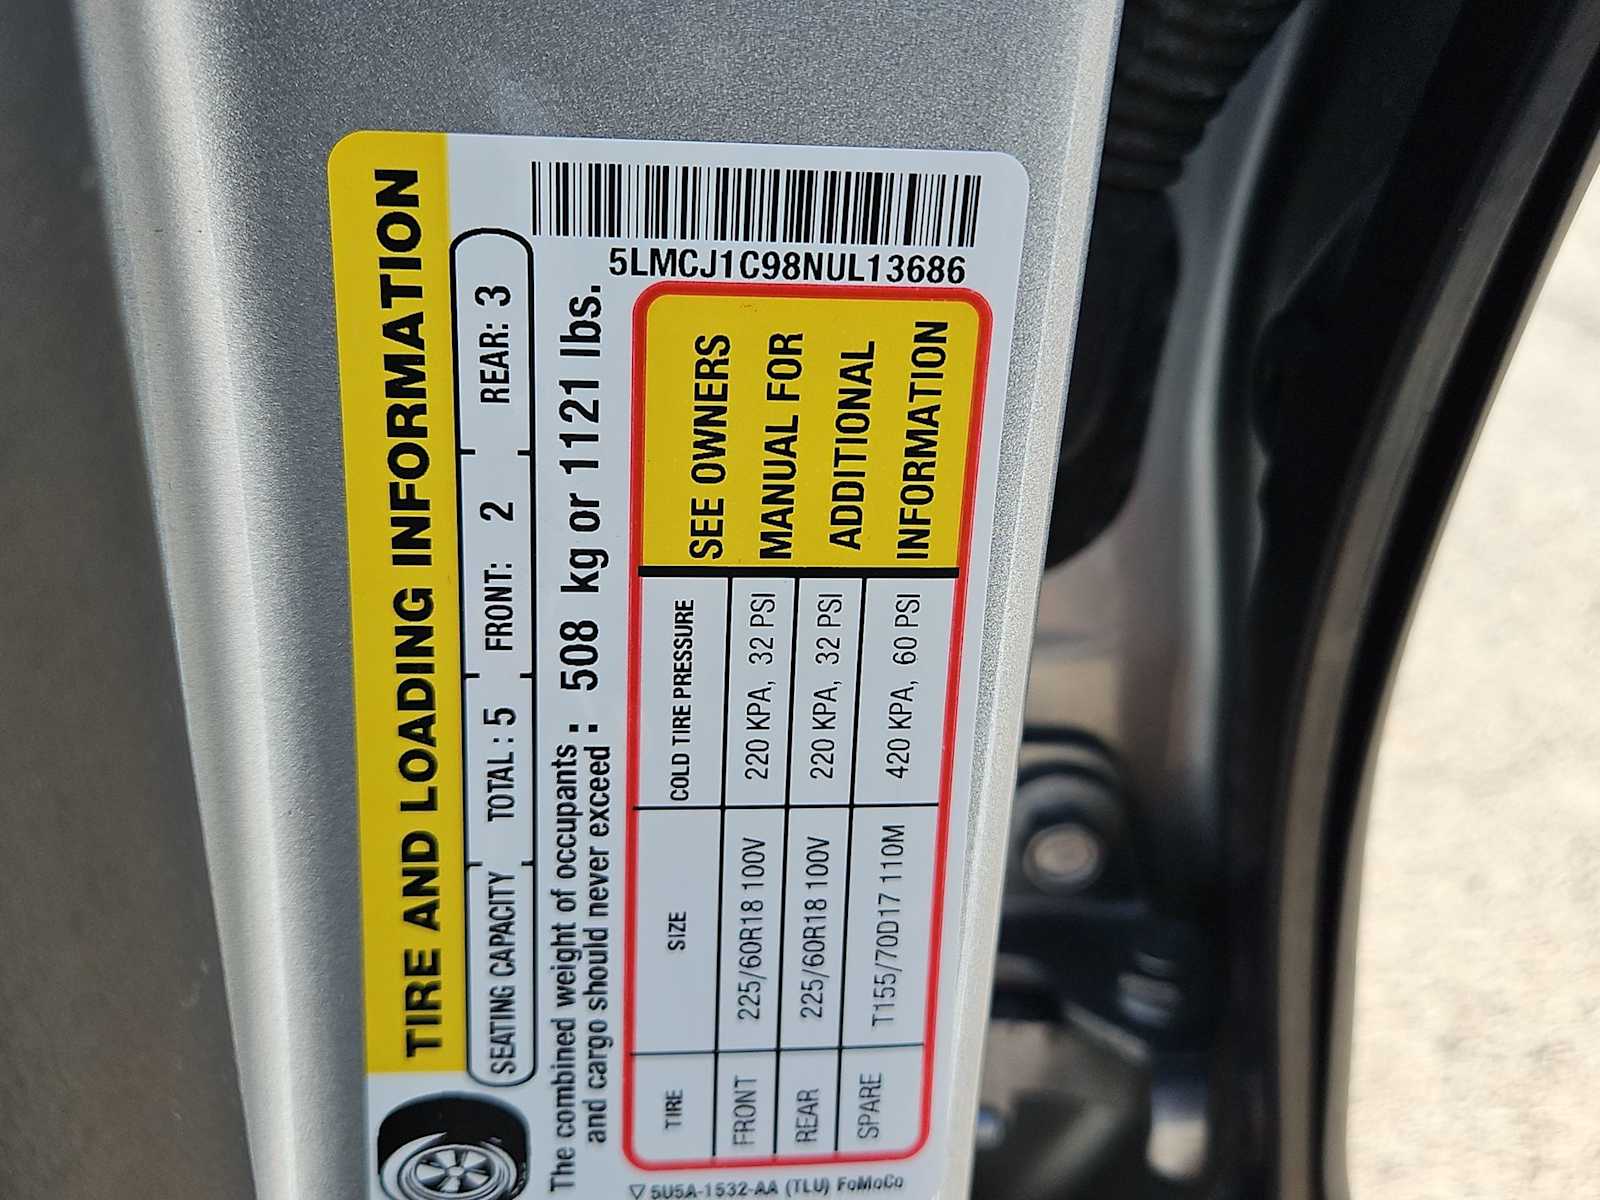 5LMCJ1C98NUL13686
TIRE AND LOADING INFORMATION
SEATING CAPACITY TOTAL : 5 FRONT: 2 REAR: 3
The combined weight of occupants : 508 kg or 1121 lbs.
and cargo should never exceed :
TIRE SIZE COLD TIRE PRESSURE
FRONT 225/60R18 100V 220 KPA, 32 PSI
REAR 225/60R18 100V 220 KPA, 32 PSI
SPARE T155/70D17 110M 420 KPA, 60 PSI
SEE OWNERS
MANUAL FOR
ADDITIONAL
INFORMATION
5U5A-1532-AA (TLU) FoMoCo